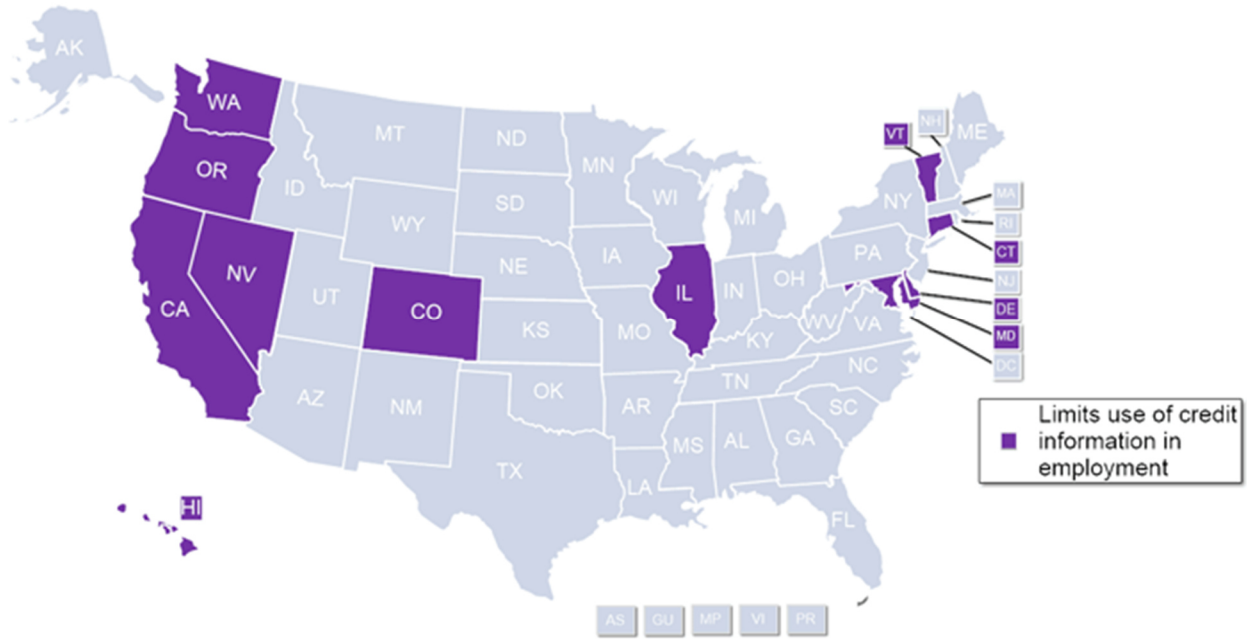 AK
WA
OR
CA
NV
ID
MT
WY
UT
CO
AZ
NM
ND
SD
NE
KS
OK
TX
MN
IA
MO
AR
LA
WI
IL
MI
IN
OH
KY
TN
MS
AL
GA
FL
SC
NC
VA
WV
PA
NY
VT
NH
ME
MA
RI
CT
NJ
DE
MD
DC
HI
Limits use of credit
information in
employment
AS GU MP VI PR